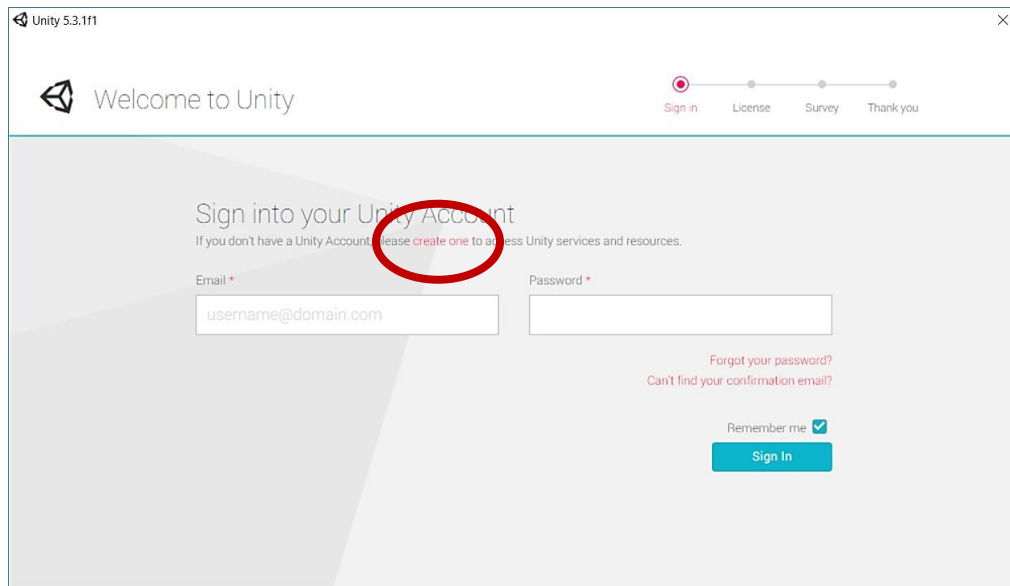 Unity 5.3.1f1
Welcome to Unity
Sign in
License
Survey
Thank you
Sign into your Unity Account
If you don't have a Unity Account, please create one to access Unity services and resources.
Email *
Password *
username@domain.com
Forgot your password?
Can't find your confirmation email?
Remember me
Sign In